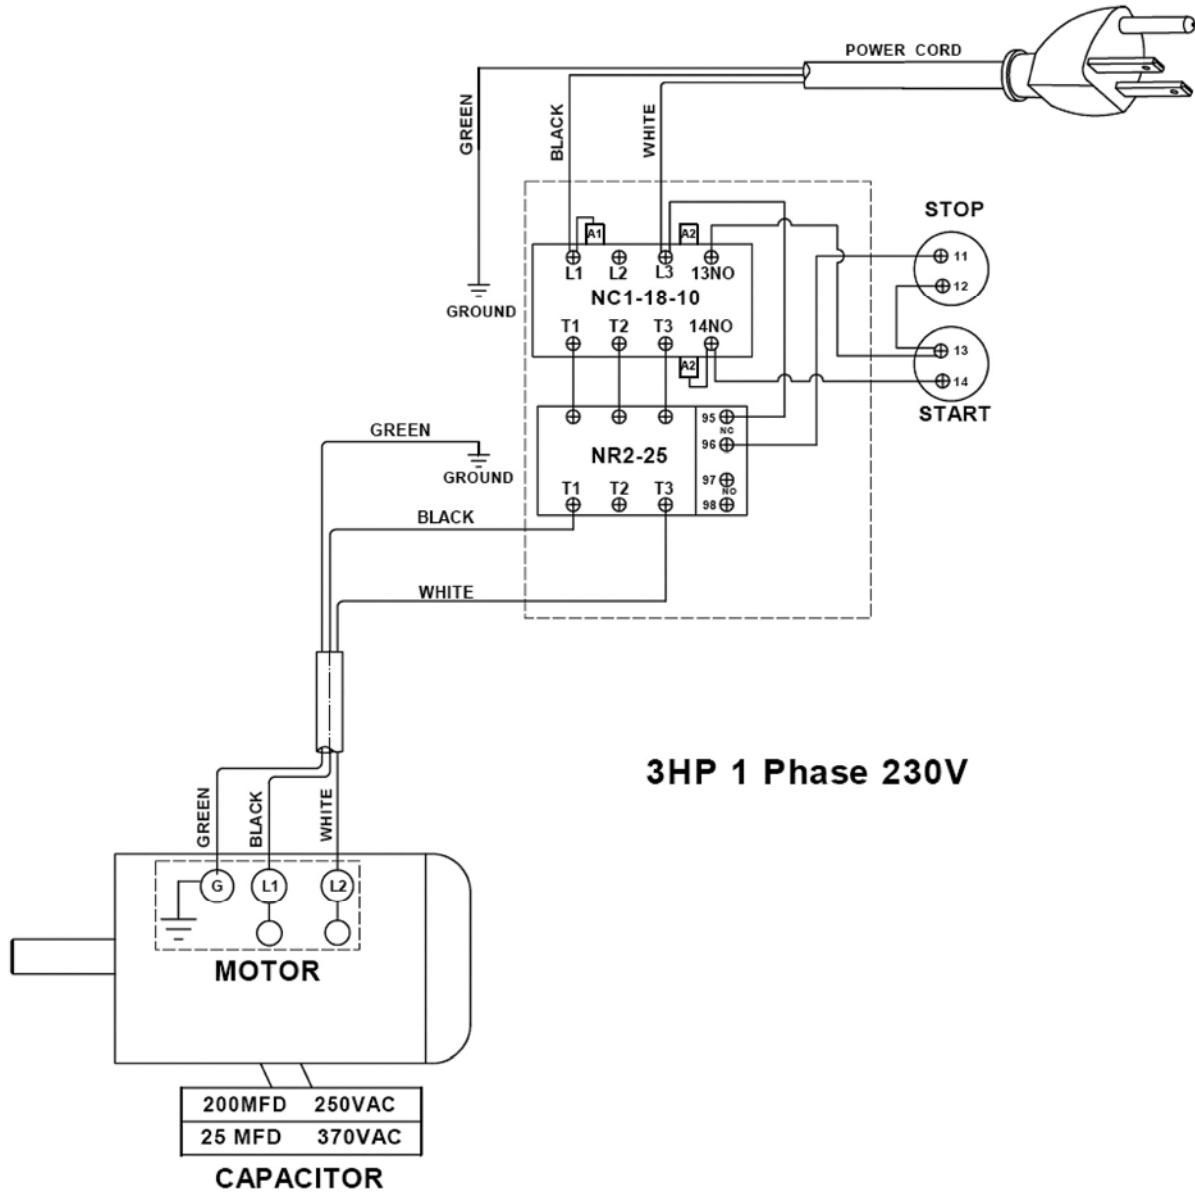 POWER CORD
GREEN
BLACK
WHITE
STOP
A1
A2
11
L1
L2
L3
13NO
12
NC1-18-10
GROUND
T1
T2
T3
14NO
13
A2
14
START
95
NC
GREEN
96
NR2-25
GROUND
97
NO
T1
T2
T3
98
BLACK
WHITE
3HP 1 Phase 230V
GREEN
BLACK
WHITE
G
L1
L2
MOTOR
200MFD 250VAC
25 MFD 370VAC
CAPACITOR